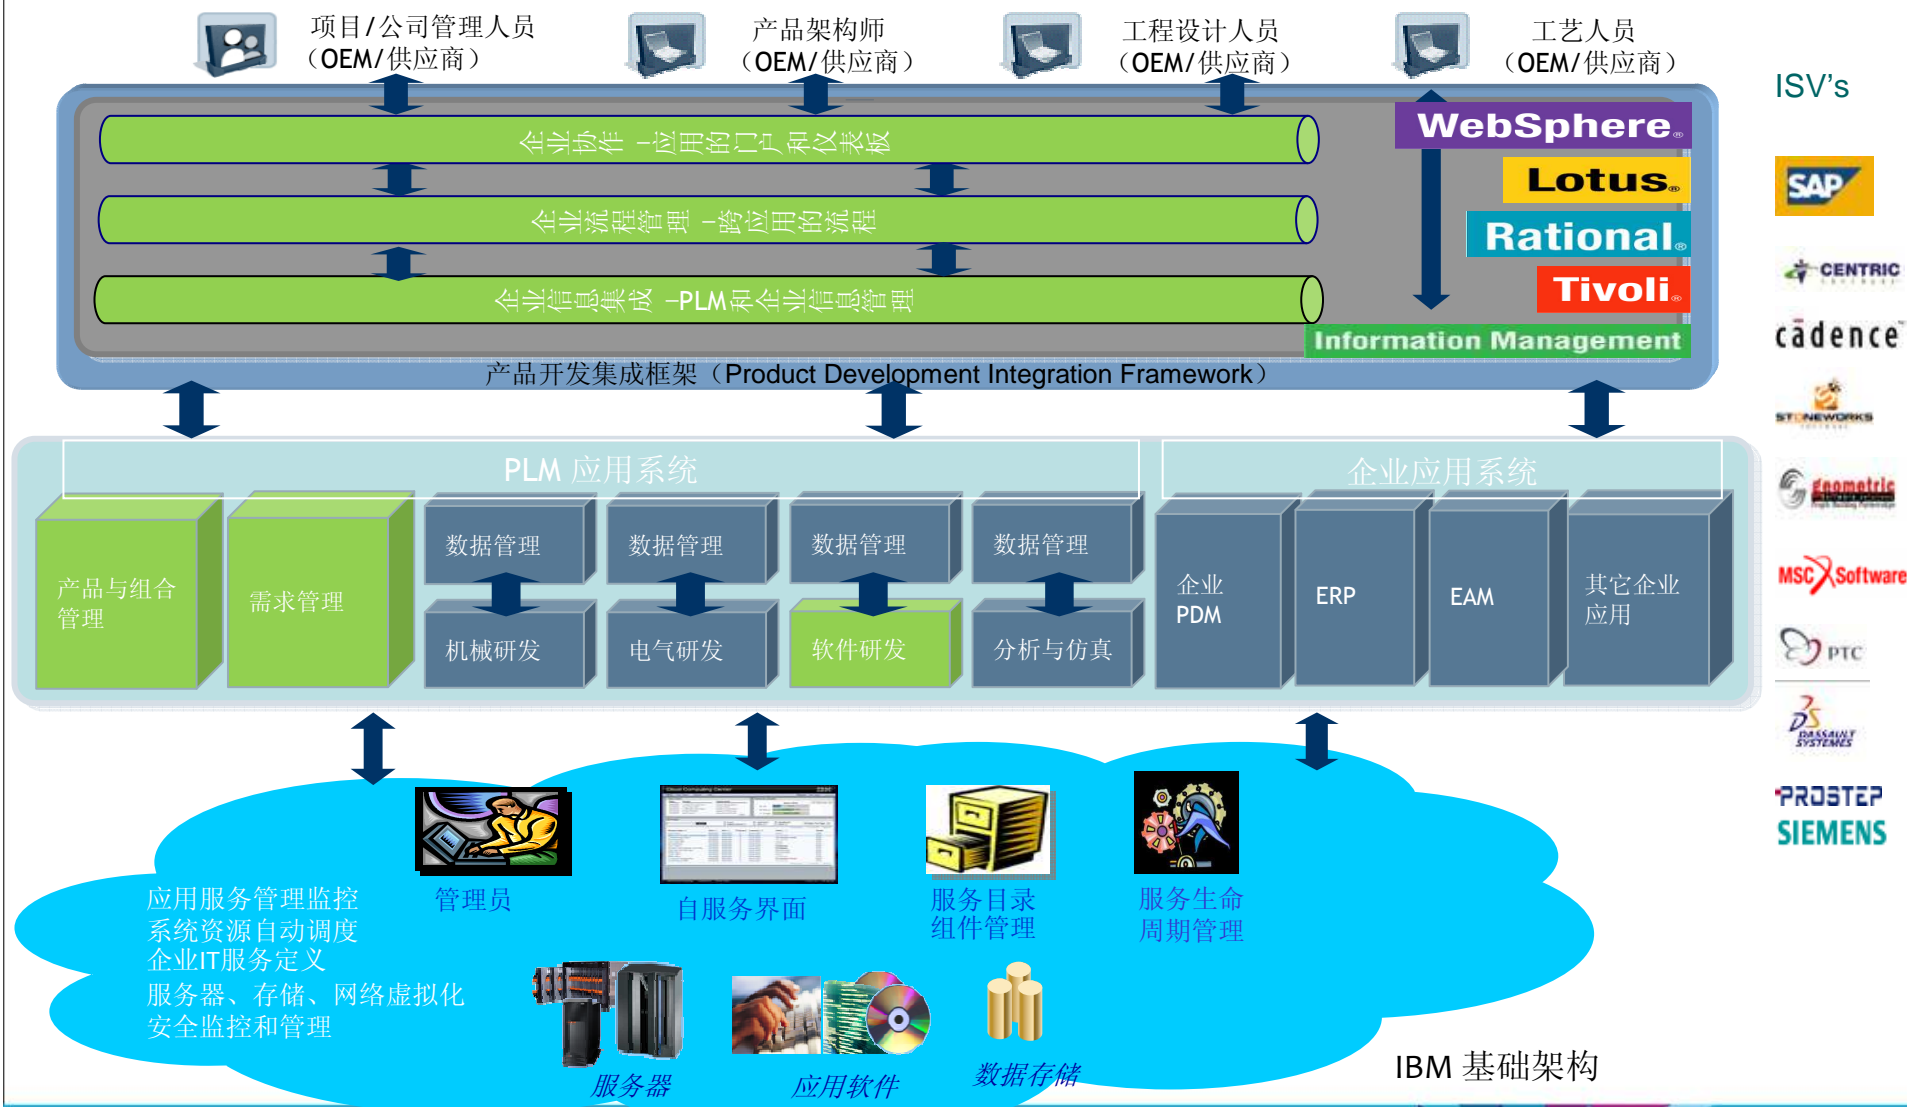 项目/公司管理人员
（OEM/供应商）
产品架构师
（OEM/供应商）
工程设计人员
（OEM/供应商）
工艺人员
（OEM/供应商）
ISV's
企业协作 –应用的门户和仪表板
企业流程管理 –跨应用的流程
企业信息集成 –PLM和企业信息管理
WebSphere®
Lotus®
Rational®
Tivoli®
Information Management
产品开发集成框架（Product Development Integration Framework）
PLM 应用系统
企业应用系统
产品与组合
管理
需求管理
数据管理
机械研发
数据管理
电气研发
数据管理
软件研发
数据管理
分析与仿真
企业
PDM
ERP
EAM
其它企业
应用
SAP
CENTRIC
SOFTWARE
cādence
STONEWORKS
SOFTWARE
geometric
MSC Software
PTC
DS
DASSAULT
SYSTEMES
PROSTEP
SIEMENS
Cloud Computing Center
IBM
管理员
自服务界面
服务目录
组件管理
服务生命
周期管理
应用服务管理监控
系统资源自动调度
企业IT服务定义
服务器、存储、网络虚拟化
安全监控和管理
服务器
应用软件
数据存储
IBM 基础架构